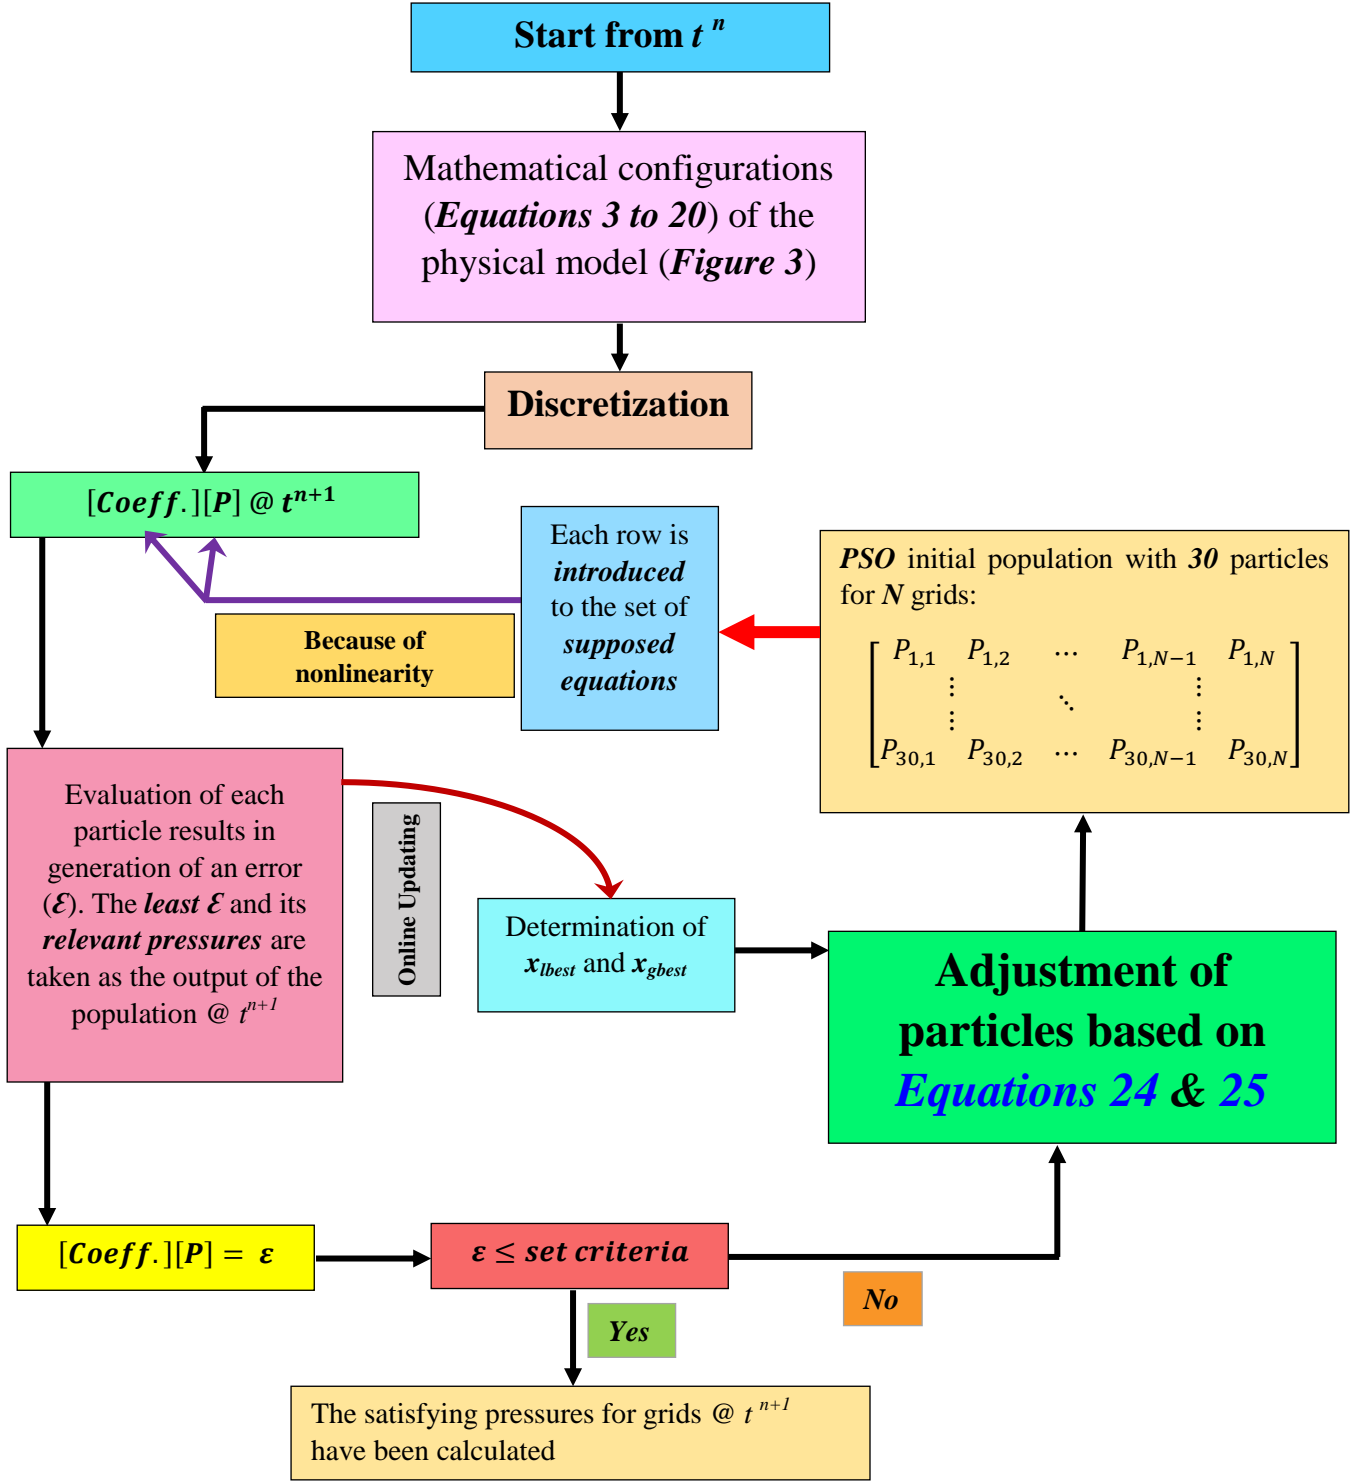 Start from t ⁿ
Mathematical configurations
(Equations 3 to 20) of the
physical model (Figure 3)
Discretization
[Coeff.][P] @ tⁿ⁺¹
Each row is
introduced
to the set of
supposed
equations
Because of
nonlinearity
PSO initial population with 30 particles
for N grids:
P₁,₁ P₁,₂ ⋯ P₁,N−1 P₁,N
⋮ ⋱ ⋮
⋮ ⋮
P₃₀,₁ P₃₀,₂ ⋯ P₃₀,N−1 P₃₀,N
Evaluation of each
particle results in
generation of an error
(Ɛ). The least Ɛ and its
relevant pressures are
taken as the output of the
population @ tⁿ⁺¹
Online Updating
Determination of
x_lbest and x_gbest
Adjustment of
particles based on
Equations 24 & 25
[Coeff.][P] = ε
ε ≤ set criteria
No
Yes
The satisfying pressures for grids @ t ⁿ⁺¹
have been calculated